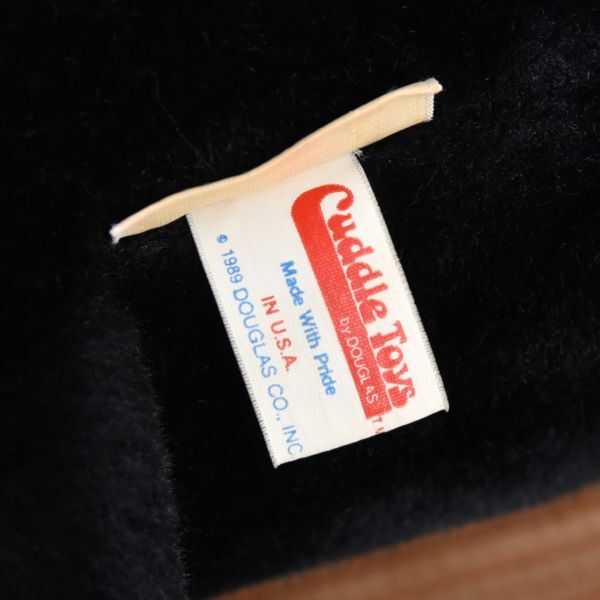 Cuddle Toys
by DOUGLAS
Made With Pride
IN U.S.A.
© 1989 DOUGLAS CO., INC